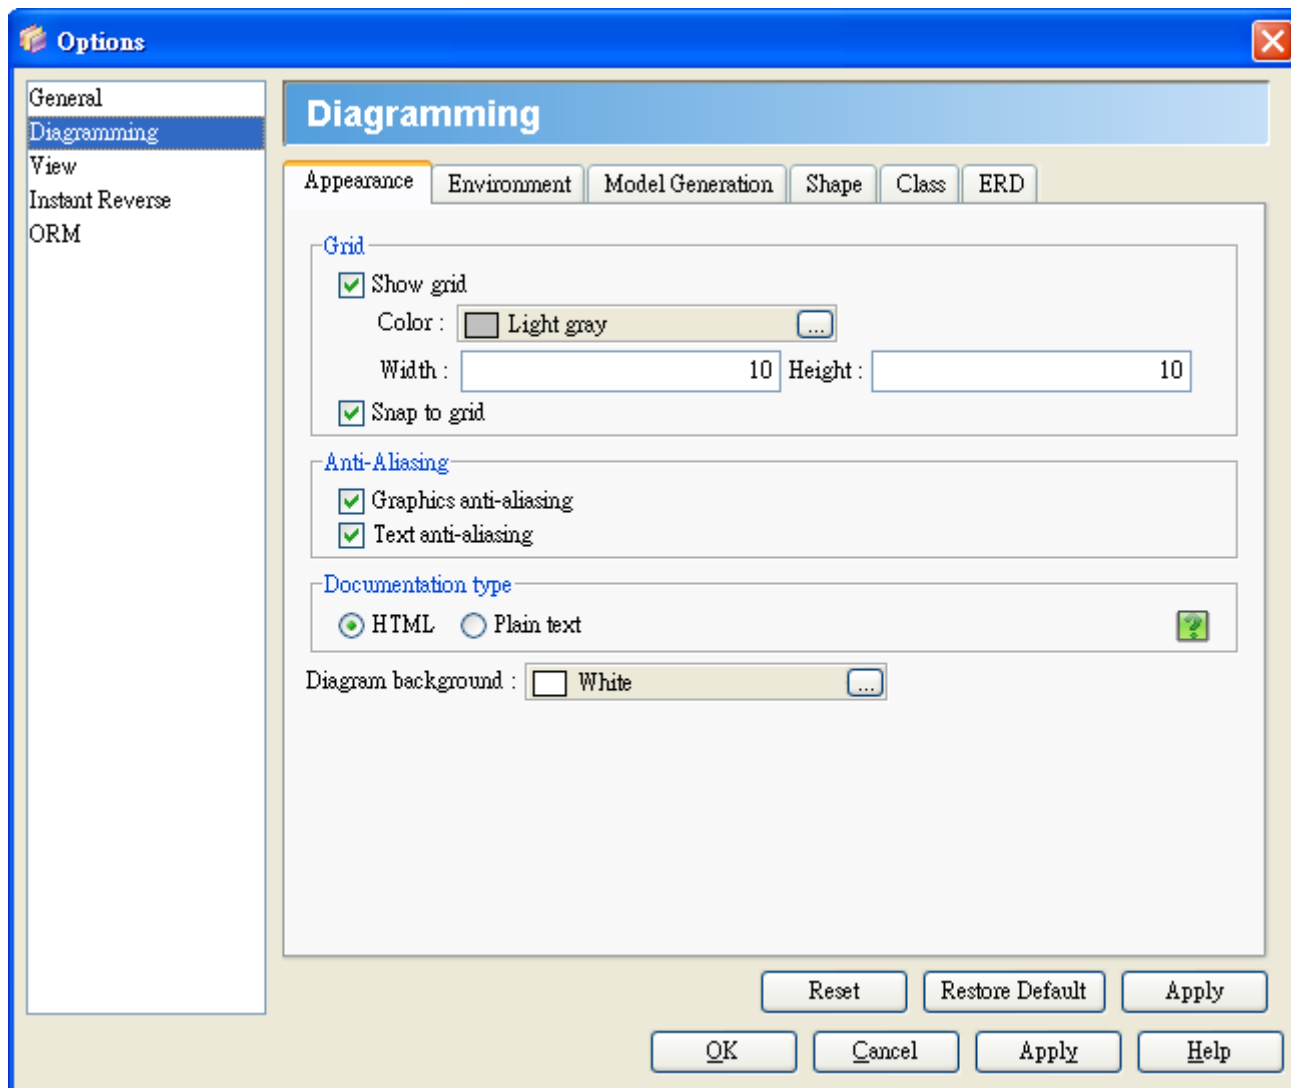 Options
General
Diagramming
View
Instant Reverse
ORM
Diagramming
Appearance Environment Model Generation Shape Class ERD
Grid
Show grid
Color : Light gray ...
Width : 10 Height : 10
Snap to grid
Anti-Aliasing
Graphics anti-aliasing
Text anti-aliasing
Documentation type
HTML Plain text ?
Diagram background : White ...
Reset Restore Default Apply
OK Cancel Apply Help